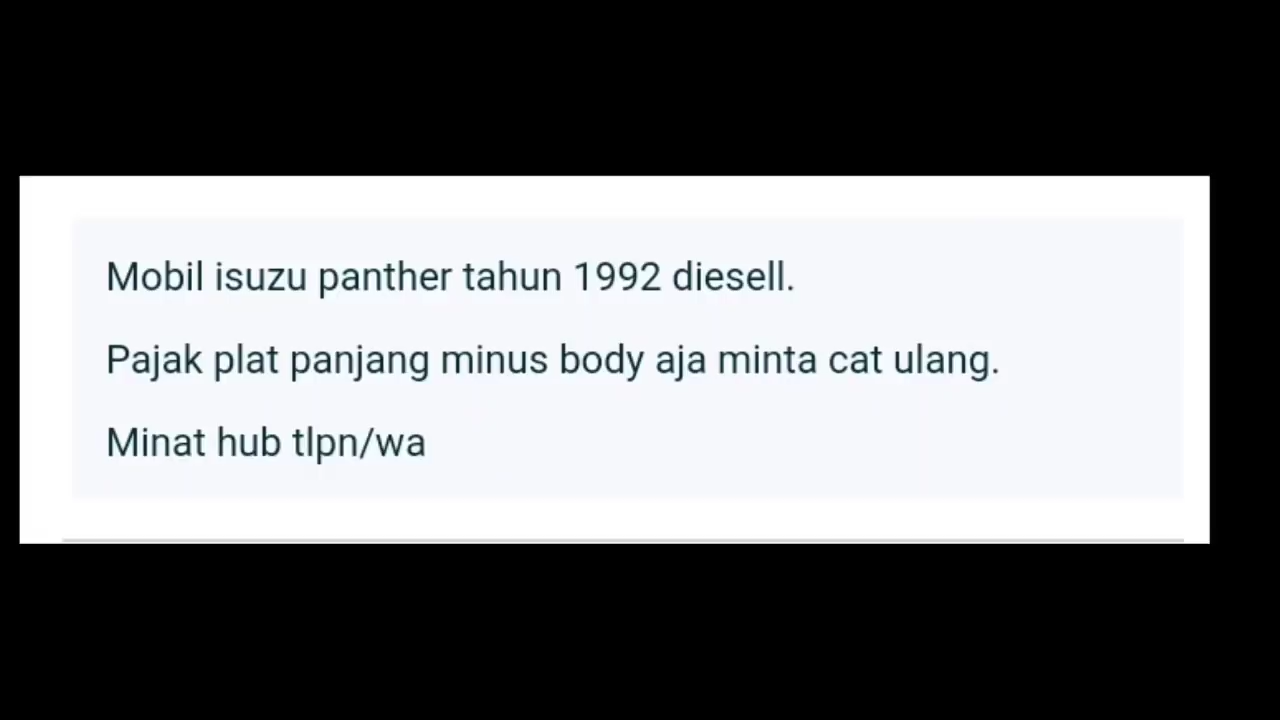 Mobil isuzu panther tahun 1992 diesell.
Pajak plat panjang minus body aja minta cat ulang.
Minat hub tlpn/wa